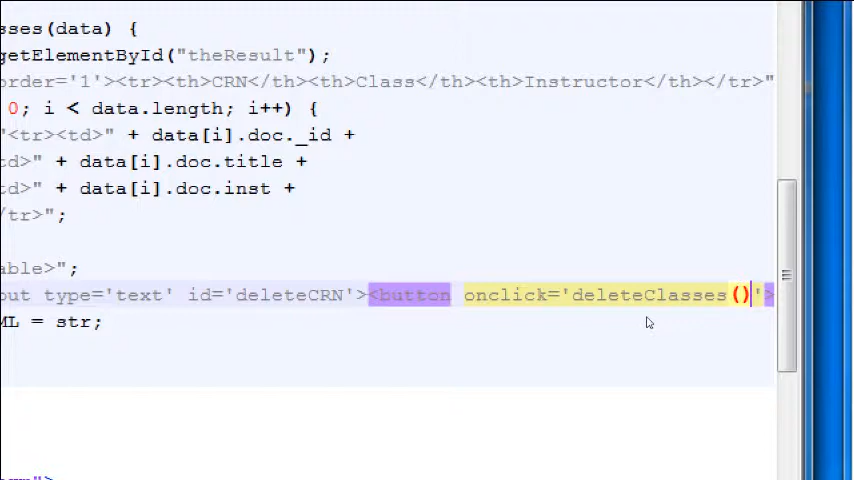 sses(data) {
getElementById("theResult");
order='1'><tr><th>CRN</th><th>Class</th><th>Instructor</th></tr>"
0; i < data.length; i++) {
"<tr><td>" + data[i].doc._id +
td>" + data[i].doc.title +
td>" + data[i].doc.inst +
/tr>";
able>";
out type='text' id='deleteCRN'><button onclick='deleteClasses()'>
ML = str;